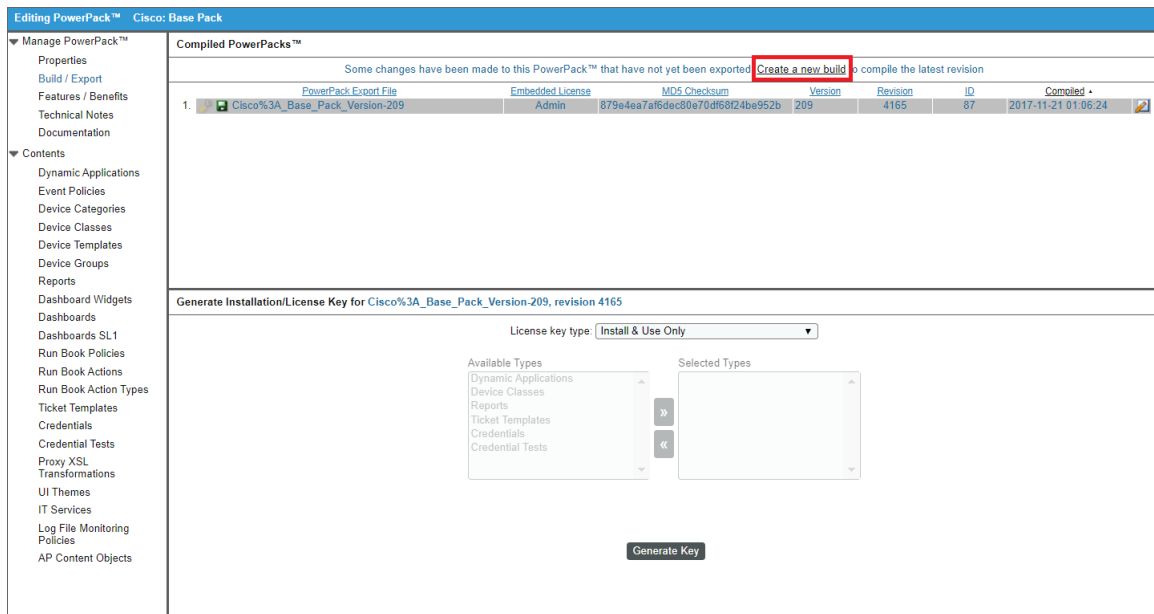 Editing PowerPack™ Cisco: Base Pack
Manage PowerPack™
Properties
Build / Export
Features / Benefits
Technical Notes
Documentation
Contents
Dynamic Applications
Event Policies
Device Categories
Device Classes
Device Templates
Device Groups
Reports
Dashboard Widgets
Dashboards
Dashboards SL1
Run Book Policies
Run Book Actions
Run Book Action Types
Ticket Templates
Credentials
Credential Tests
Proxy XSL
Transformations
UI Themes
IT Services
Log File Monitoring
Policies
AP Content Objects
Compiled PowerPacks™
Some changes have been made to this PowerPack™ that have not yet been exported Create a new build o compile the latest revision
PowerPack Export File Embedded License MD5 Checksum Version Revision ID Compiled
1. Cisco%3A_Base_Pack_Version-209 Admin 879e4ea7af6dec80e70df68f24be952b 209 4165 87 2017-11-21 01:06:24
Generate Installation/License Key for Cisco%3A_Base_Pack_Version-209, revision 4165
License key type: Install & Use Only
Available Types Selected Types
Dynamic Applications
Device Classes
Reports
Ticket Templates
Credentials
Credential Tests
»
«
Generate Key